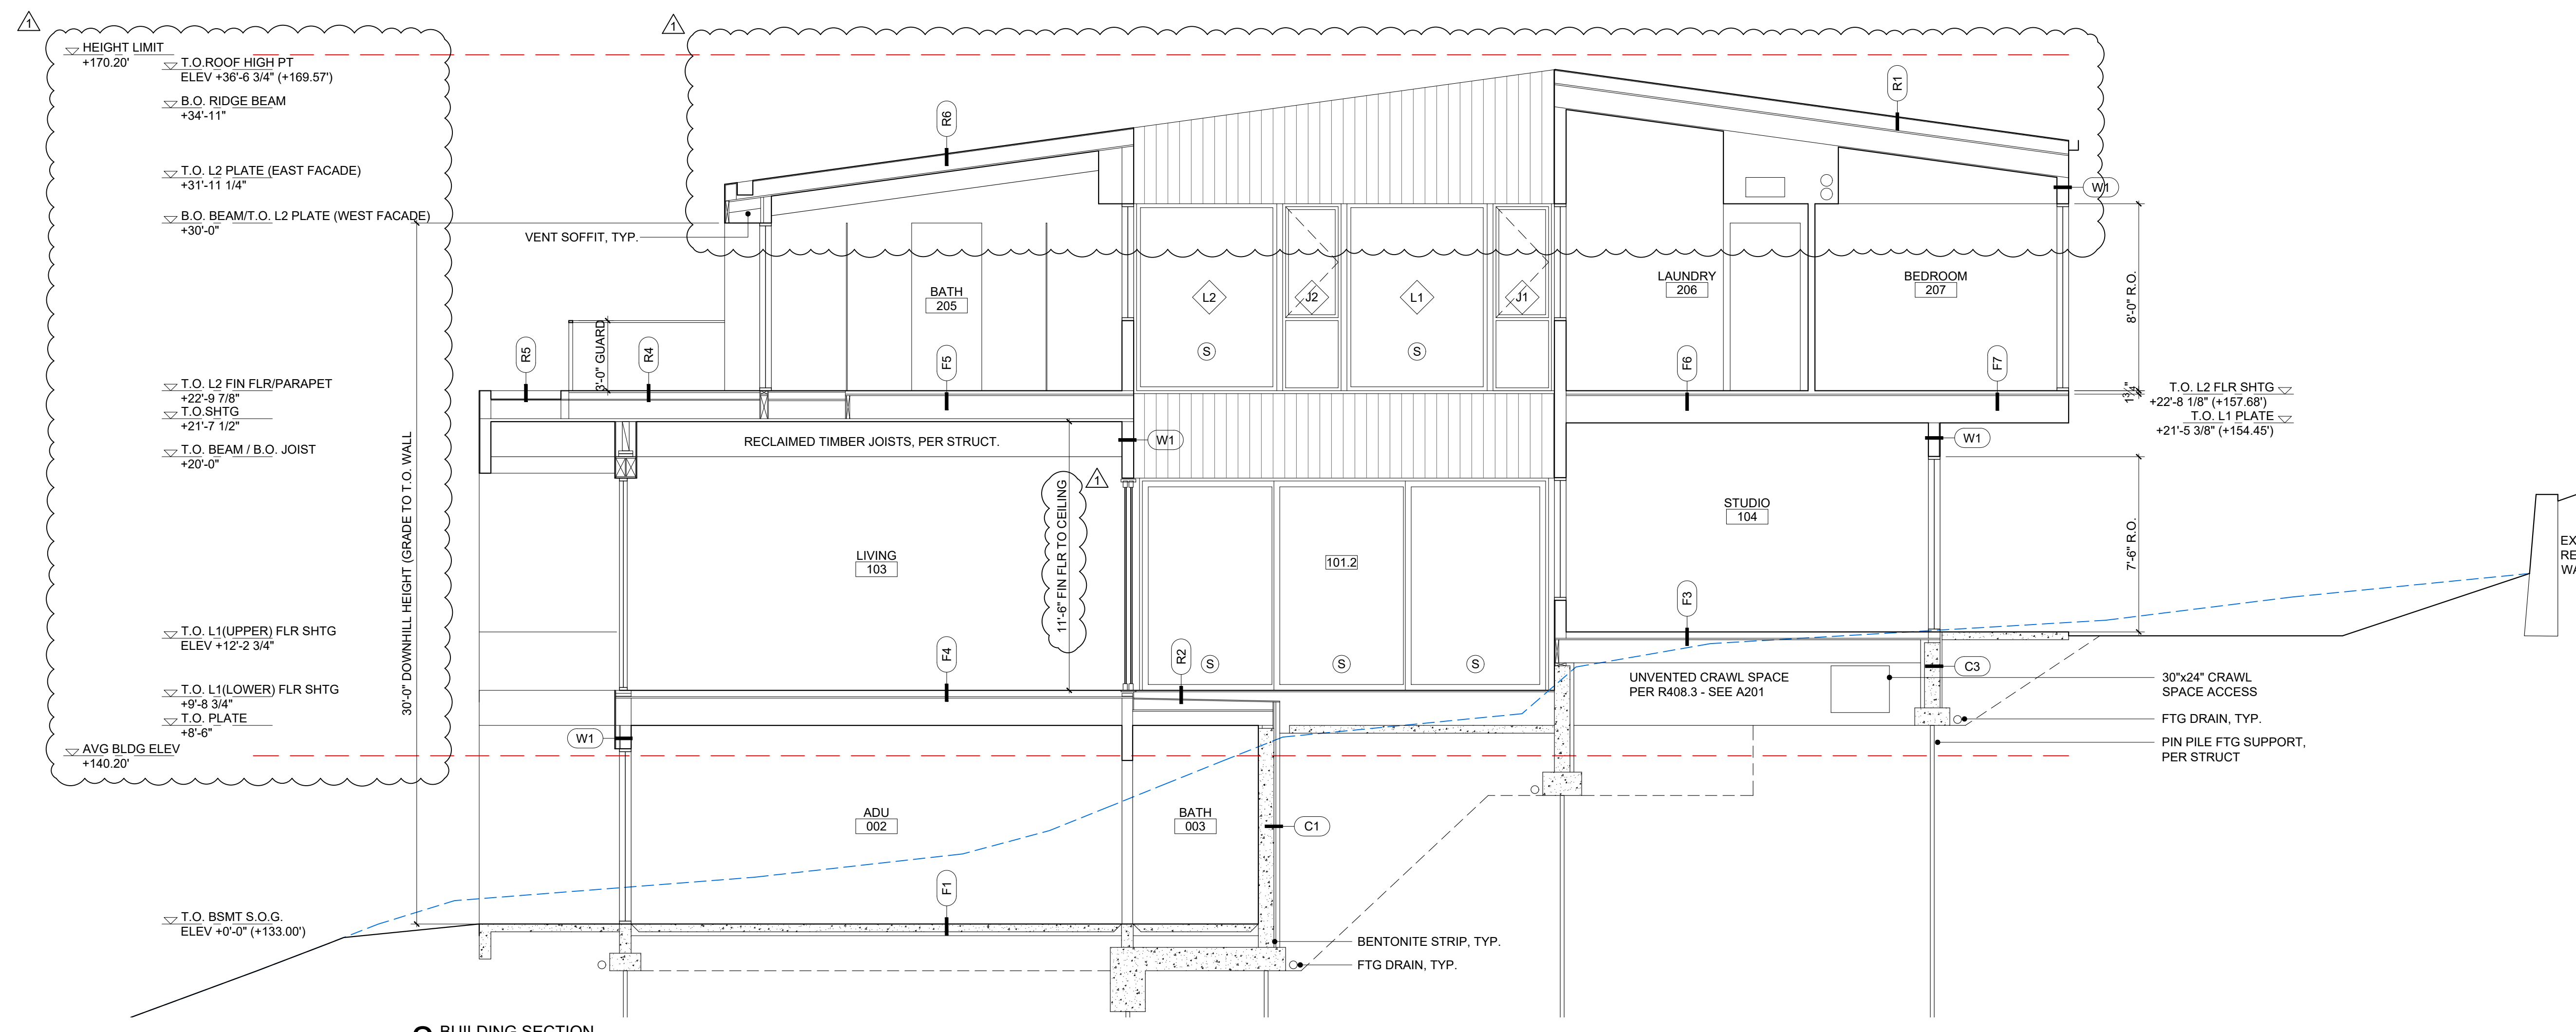 1
HEIGHT LIMIT
+170.20'
T.O.ROOF HIGH PT
ELEV +36'-6 3/4" (+169.57')
B.O. RIDGE BEAM
+34'-11"
T.O. L2 PLATE (EAST FACADE)
+31'-11 1/4"
B.O. BEAM/T.O. L2 PLATE (WEST FACADE)
+30'-0"
T.O. L2 FIN FLR/PARAPET
+22'-9 7/8"
T.O.SHTG
+21'-7 1/2"
T.O. BEAM / B.O. JOIST
+20'-0"
T.O. L1(UPPER) FLR SHTG
ELEV +12'-2 3/4"
T.O. L1(LOWER) FLR SHTG
+9'-8 3/4"
T.O. PLATE
+8'-6"
AVG BLDG ELEV
+140.20'
T.O. BSMT S.O.G.
ELEV +0'-0" (+133.00')
30'-0" DOWNHILL HEIGHT (GRADE TO T.O. WALL
1
R6
R1
W1
VENT SOFFIT, TYP.
BATH
205
L2
J2
L1
J1
S
S
LAUNDRY
206
BEDROOM
207
8'-0" R.O.
R5
R4
3'-0" GUARD
F5
F6
F7
1 3/4"
T.O. L2 FLR SHTG
+22'-8 1/8" (+157.68')
T.O. L1 PLATE
+21'-5 3/8" (+154.45')
RECLAIMED TIMBER JOISTS, PER STRUCT.
W1
W1
1
11'-6" FIN FLR TO CEILING
LIVING
103
101.2
STUDIO
104
7'-6" R.O.
EX
RE
WA
F4
R2
S
S
S
F3
UNVENTED CRAWL SPACE
PER R408.3 - SEE A201
C3
30"x24" CRAWL
SPACE ACCESS
FTG DRAIN, TYP.
PIN PILE FTG SUPPORT,
PER STRUCT
W1
ADU
002
BATH
003
C1
F1
BENTONITE STRIP, TYP.
FTG DRAIN, TYP.
BUILDING SECTION